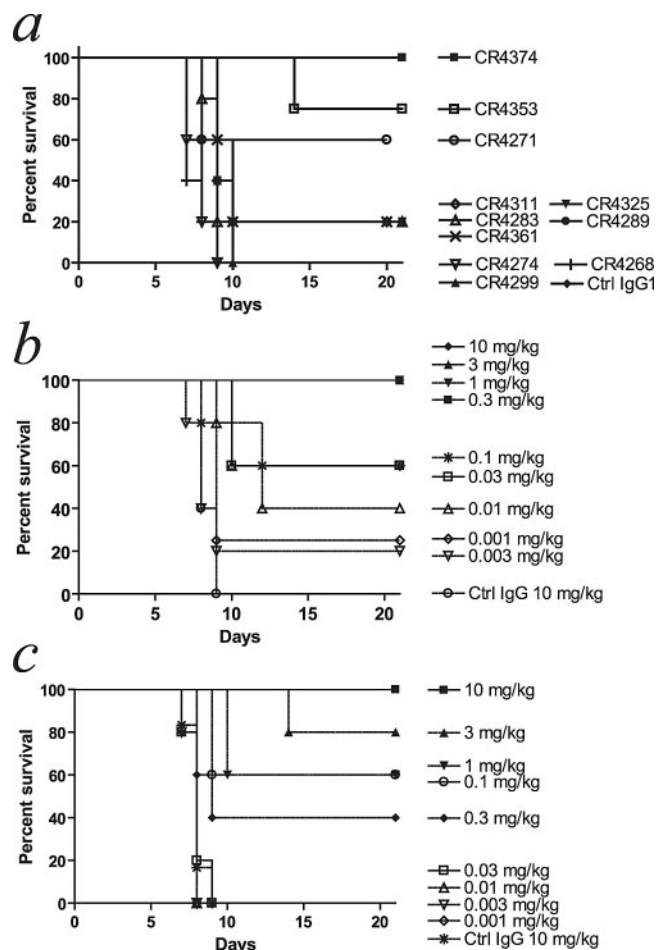 a
Percent survival
100
80
60
40
20
0
0 5 10 15 20
Days
CR4374
CR4353
CR4271
CR4311 CR4325
CR4283 CR4289
CR4361
CR4274 CR4268
CR4299 Ctrl IgG1
b
Percent survival
100
80
60
40
20
0
0 5 10 15 20
Days
10 mg/kg
3 mg/kg
1 mg/kg
0.3 mg/kg
0.1 mg/kg
0.03 mg/kg
0.01 mg/kg
0.001 mg/kg
0.003 mg/kg
Ctrl IgG 10 mg/kg
c
Percent survival
100
80
60
40
20
0
0 5 10 15 20
Days
10 mg/kg
3 mg/kg
1 mg/kg
0.1 mg/kg
0.3 mg/kg
0.03 mg/kg
0.01 mg/kg
0.003 mg/kg
0.001 mg/kg
Ctrl IgG 10 mg/kg